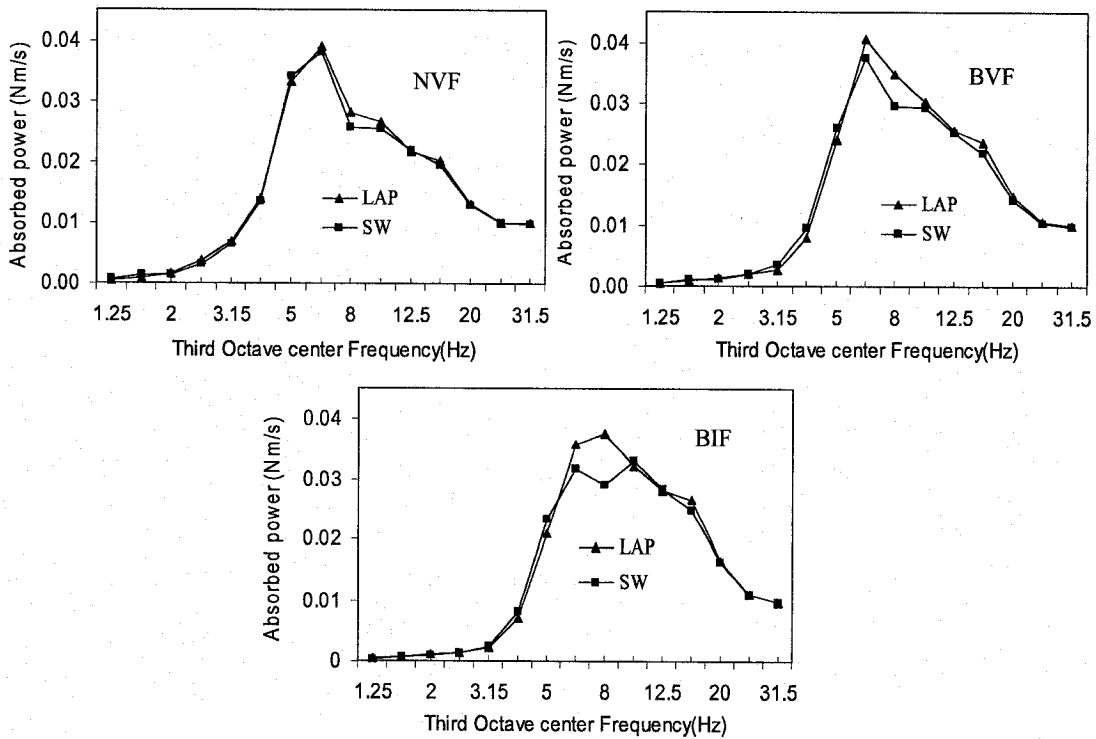 Absorbed power (Nm/s)
0.04
0.03
0.02
0.01
0.00
NVF
LAP
SW
1.25 2 3.15 5 8 12.5 20 31.5
Third Octave center Frequency(Hz)
Absorbed power (Nm/s)
0.04
0.03
0.02
0.01
0.00
BVF
LAP
SW
1.25 2 3.15 5 8 12.5 20 31.5
Third Octave center Frequency(Hz)
Absorbed power (Nm/s)
0.04
0.03
0.02
0.01
0
BIF
LAP
SW
1.25 2 3.15 5 8 12.5 20 31.5
Third Octave center Frequency(Hz)